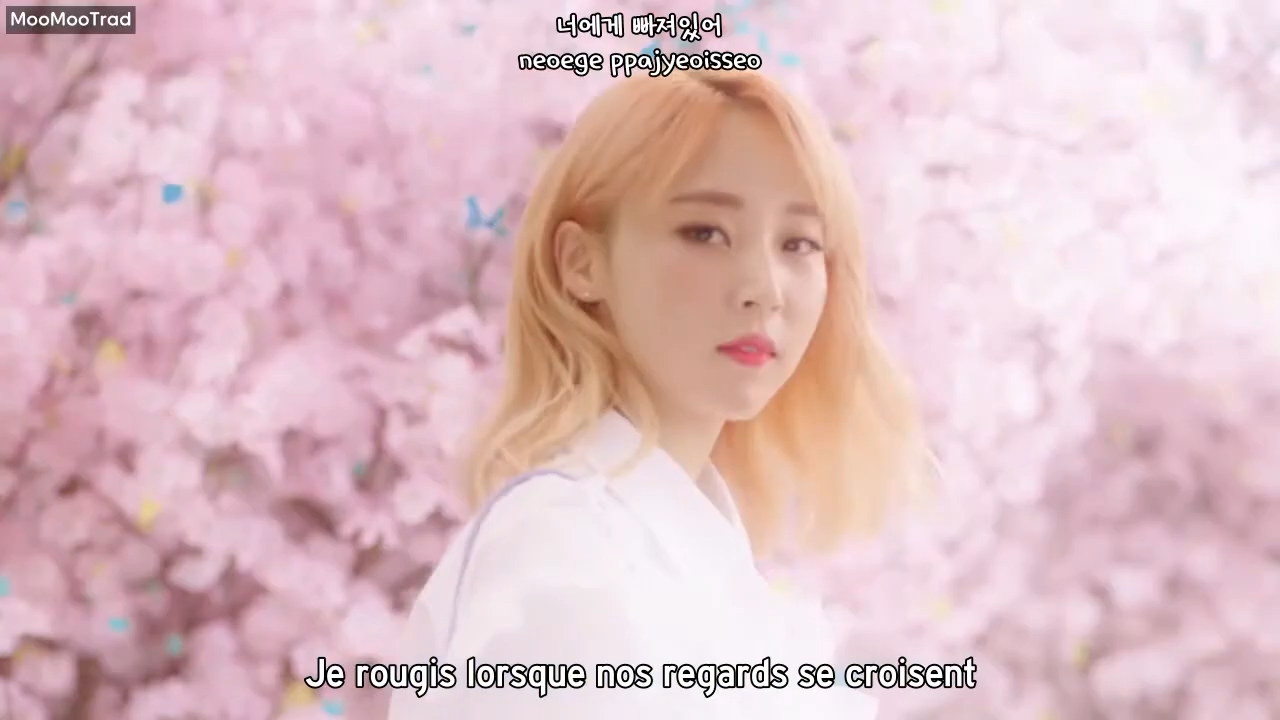 MooMooTrad
너에게 빠져있어
neoege ppajyeoisseo
Je rougis lorsque nos regards se croisent